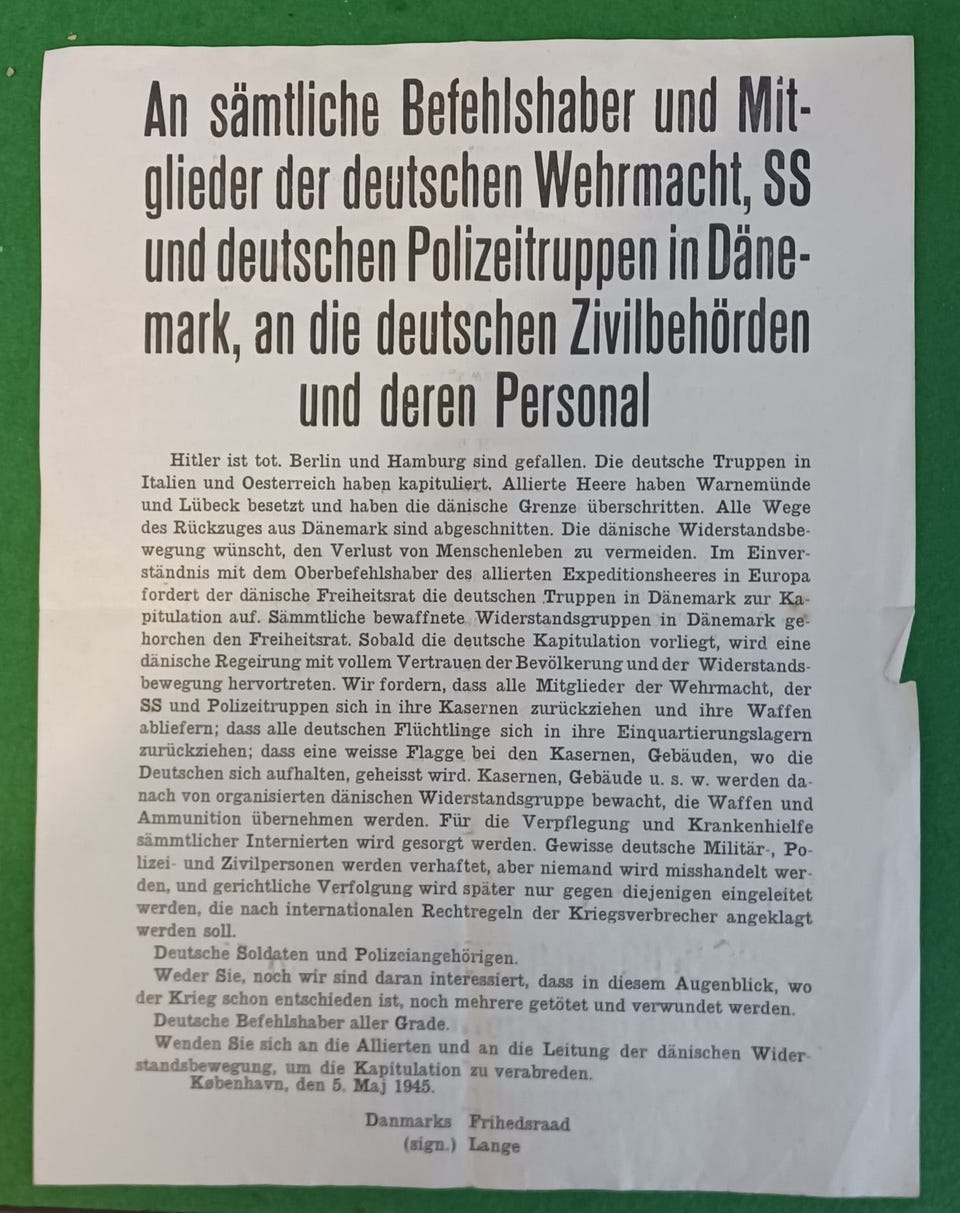 An sämtliche Befehlshaber und Mit-
glieder der deutschen Wehrmacht, SS
und deutschen Polizeitruppen in Däne-
mark, an die deutschen Zivilbehörden
und deren Personal
Hitler ist tot. Berlin und Hamburg sind gefallen. Die deutsche Truppen in
Italien und Oesterreich haben kapituliert. Allierte Heere haben Warnemünde
und Lübeck besetzt und haben die dänische Grenze überschritten. Alle Wege
des Rückzuges aus Dänemark sind abgeschnitten. Die dänische Widerstandsbe-
wegung wünscht, den Verlust von Menschenleben zu vermeiden. Im Einver-
ständnis mit dem Oberbefehlshaber des allierten Expeditionsheeres in Europa
fordert der dänische Freiheitsrat die deutschen Truppen in Dänemark zur Ka-
pitulation auf. Sämmtliche bewaffnete Widerstandsgruppen in Dänemark ge-
horchen den Freiheitsrat. Sobald die deutsche Kapitulation vorliegt, wird eine
dänische Regeirung mit vollem Vertrauen der Bevölkerung und der Widerstands-
bewegung hervortreten. Wir fordern, dass alle Mitglieder der Wehrmacht, der
SS und Polizeitruppen sich in ihre Kasernen zurückziehen und ihre Waffen
abliefern; dass alle deutschen Flüchtlinge sich in ihre Einquartierungslagern
zurückziehen; dass eine weisse Flagge bei den Kasernen, Gebäuden, wo die
Deutschen sich aufhalten, geheisst wird. Kasernen, Gebäude u. s. w. werden da-
nach von organisierten dänischen Widerstandsgruppe bewacht, die Waffen und
Ammunition übernehmen werden. Für die Verpflegung und Krankenhielfe
sämmtlicher Internierten wird gesorgt werden. Gewisse deutsche Militär-, Po-
lizei- und Zivilpersonen werden verhaftet, aber niemand wird misshandelt wer-
den, und gerichtliche Verfolgung wird später nur gegen diejenigen eingeleitet
werden, die nach internationalen Rechtregeln der Kriegsverbrecher angeklagt
werden soll.
Deutsche Soldaten und Polizeiangehörigen.
Weder Sie, noch wir sind daran interessiert, dass in diesem Augenblick, wo
der Krieg schon entschieden ist, noch mehrere getötet und verwundet werden.
Deutsche Befehlshaber aller Grade.
Wenden Sie sich an die Allierten und an die Leitung der dänischen Wider-
standsbewegung, um die Kapitulation zu verabreden.
København, den 5. Maj 1945.
Danmarks Frihedsraad
(sign.) Lange